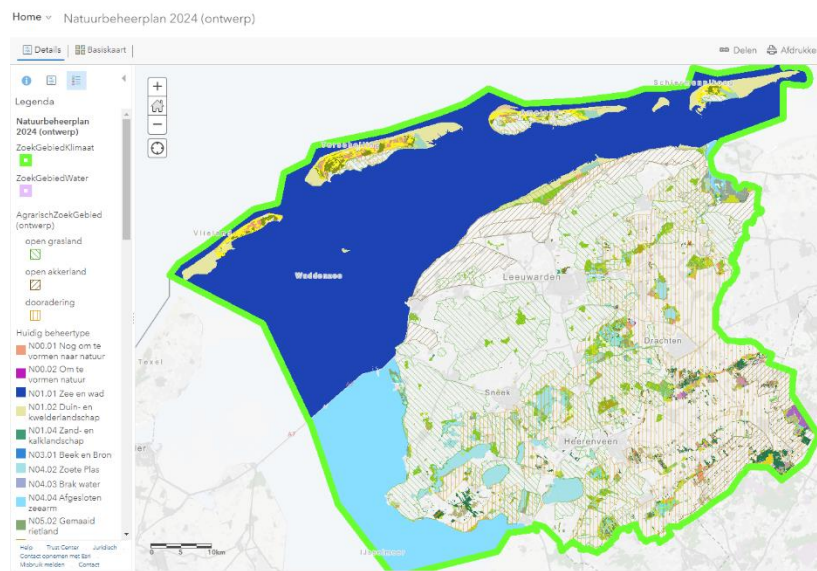 Home
Natuurbeheerplan 2024 (ontwerp)
Details
Basiskaart
Delen
Afdrukke
Legenda
Natuurbeheerplan
2024 (ontwerp)
ZoekGebiedKlimaat
ZoekGebiedWater
AgrarischZoekGebied
(ontwerp)
open grasland
open akkerland
dooradering
Huidig beheertype
N00.01 Nog om te
vormen naar natuur
N00.02 Om te
vormen natuur
N01.01 Zee en wad
N01.02 Duin- en
kwelderlandschap
N01.04 Zand- en
kalklandschap
N03.01 Beek en Bron
N04.02 Zoete Plas
N04.03 Brak water
N04.04 Afgesloten
zeearm
N05.02 Gemaaid
rietland
Help Trust Center Juridisch
Contact opnemen met Esri
Misbruik melden Contact
Waddenzee
Leeuwarden
Drachten
Texel
Sneek
Heerenveen
0 5 10km